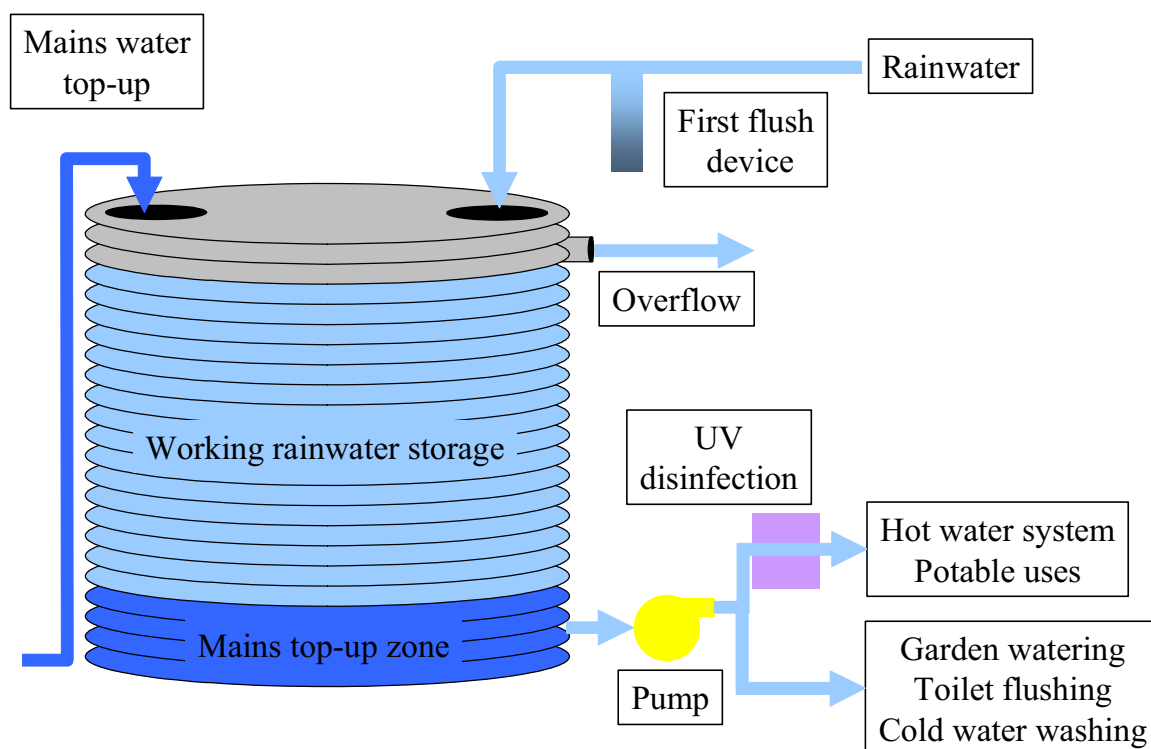 Mains water
top-up
Rainwater
First flush
device
Overflow
Working rainwater storage
UV
disinfection
Hot water system
Potable uses
Mains top-up zone
Pump
Garden watering
Toilet flushing
Cold water washing